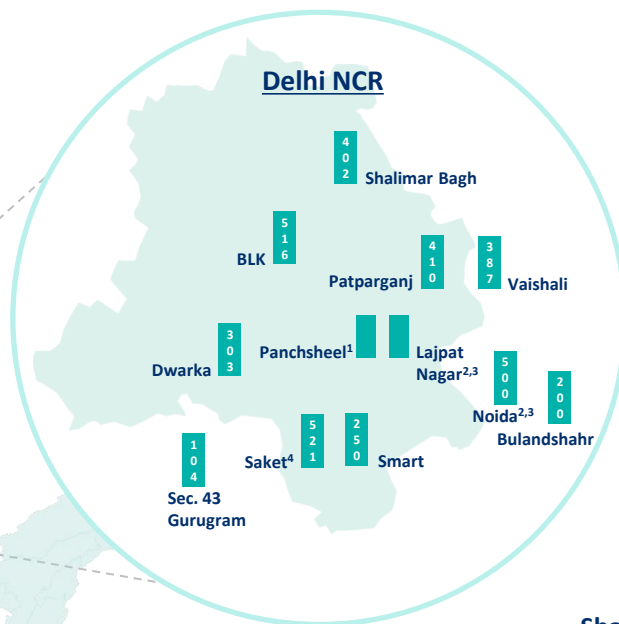 Delhi NCR
402
Shalimar Bagh
516
BLK
410
Patparganj
387
Vaishali
303
Dwarka
Panchsheel¹
Lajpat
Nagar²,³
500
Noida²,³
200
Bulandshahr
521
Saket⁴
250
Smart
104
Sec. 43
Gurugram